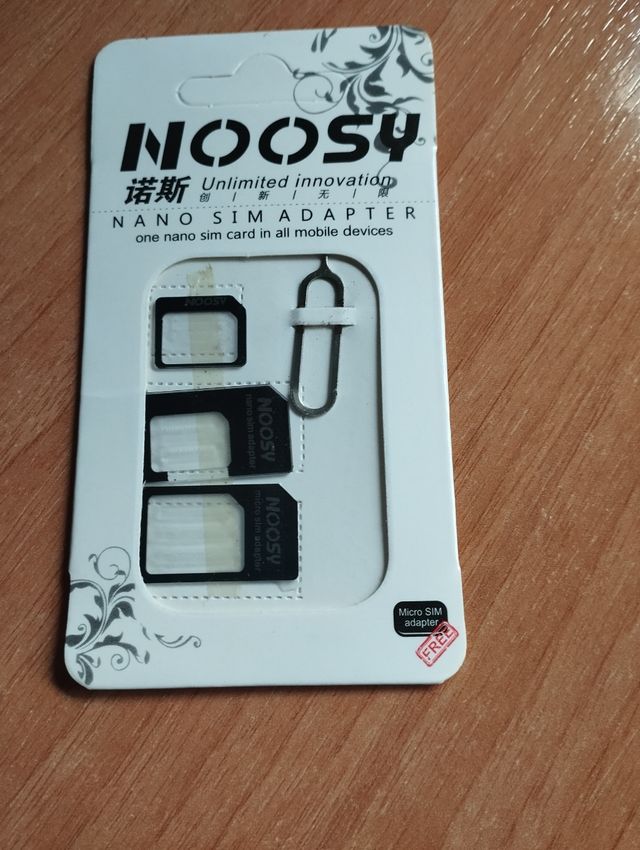 NOOSY
诺斯 Unlimited innovation
创 | 新 | 无 | 限
NANO SIM ADAPTER
one nano sim card in all mobile devices
NOOSY
NOOSY
nano sim adapter
NOOSY
micro sim adapter
Micro SIM
adapter
FREE